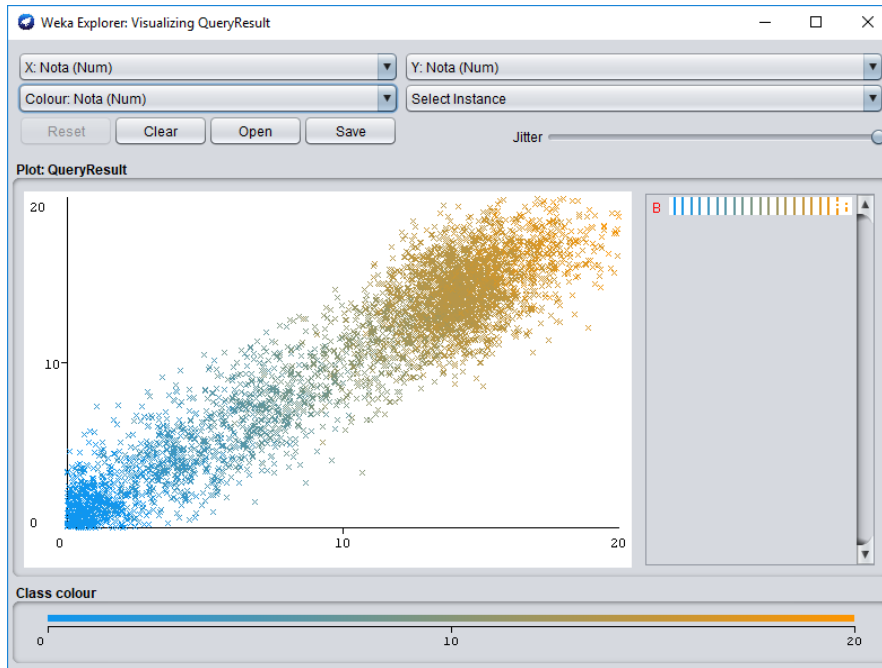 Weka Explorer: Visualizing QueryResult
X: Nota (Num) Y: Nota (Num)
Colour: Nota (Num) Select Instance
Reset Clear Open Save Jitter
Plot: QueryResult
20
10
0
0 10 20
B
Class colour
0 10 20